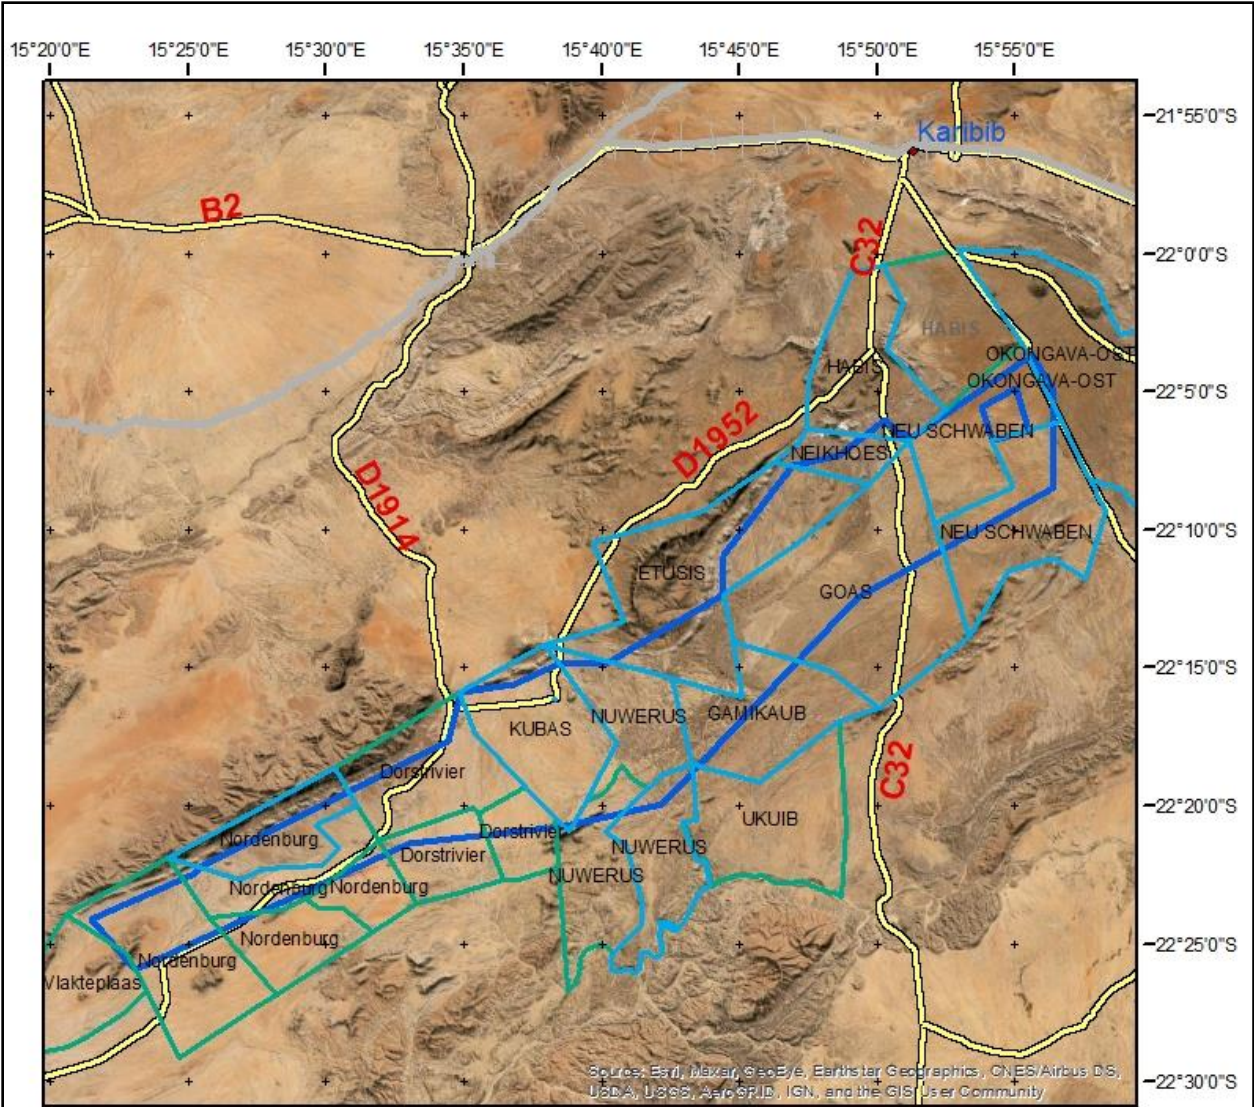 15°20'0"E 15°25'0"E 15°30'0"E 15°35'0"E 15°40'0"E 15°45'0"E 15°50'0"E 15°55'0"E
21°55'0"S
Karibib
B2
C32
22°0'0"S
HABIS
OKONGAVA-OST
HABIS
OKONGAVA-OST
22°5'0"S
D1952
NEU SCHWABEN
NEIKHOES
D1914
NEU SCHWABEN
22°10'0"S
ETUSIS
GOAS
22°15'0"S
KUBAS
NUWERUS
GAMIKAUB
Dorstrivier
C32
22°20'0"S
UKUIB
Nordenburg
Dorstrivier
Dorstrivier
NUWERUS
Nordenburg
Nordenburg
NUWERUS
Nordenburg
22°25'0"S
Nordenburg
Vlakteplaas
Source: Esri, Maxar, GeoEye, Earthstar Geographics, CNES/Airbus DS,
USDA, USGS, AeroGRID, IGN, and the GIS User Community
22°30'0"S